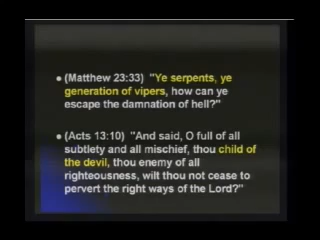 • (Matthew 23:33) "Ye serpents, ye
generation of vipers, how can ye
escape the damnation of hell?"
• (Acts 13:10) "And said, O full of all
subtlety and all mischief, thou child of
the devil, thou enemy of all
righteousness, wilt thou not cease to
pervert the right ways of the Lord?"